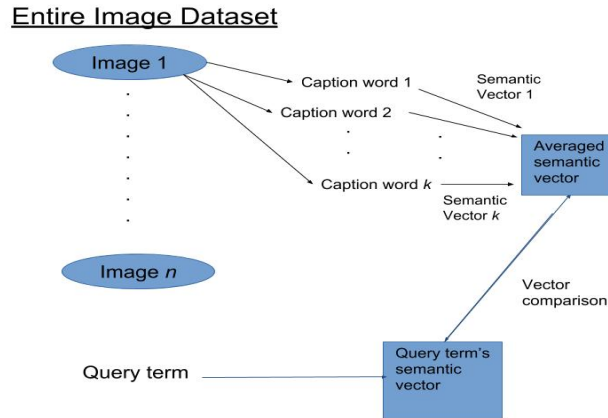 Entire Image Dataset
Image 1
Caption word 1
Semantic
Vector 1
Caption word 2
Averaged
semantic
vector
Caption word k
Semantic
Vector k
Image n
Vector
comparison
Query term
Query term's
semantic
vector